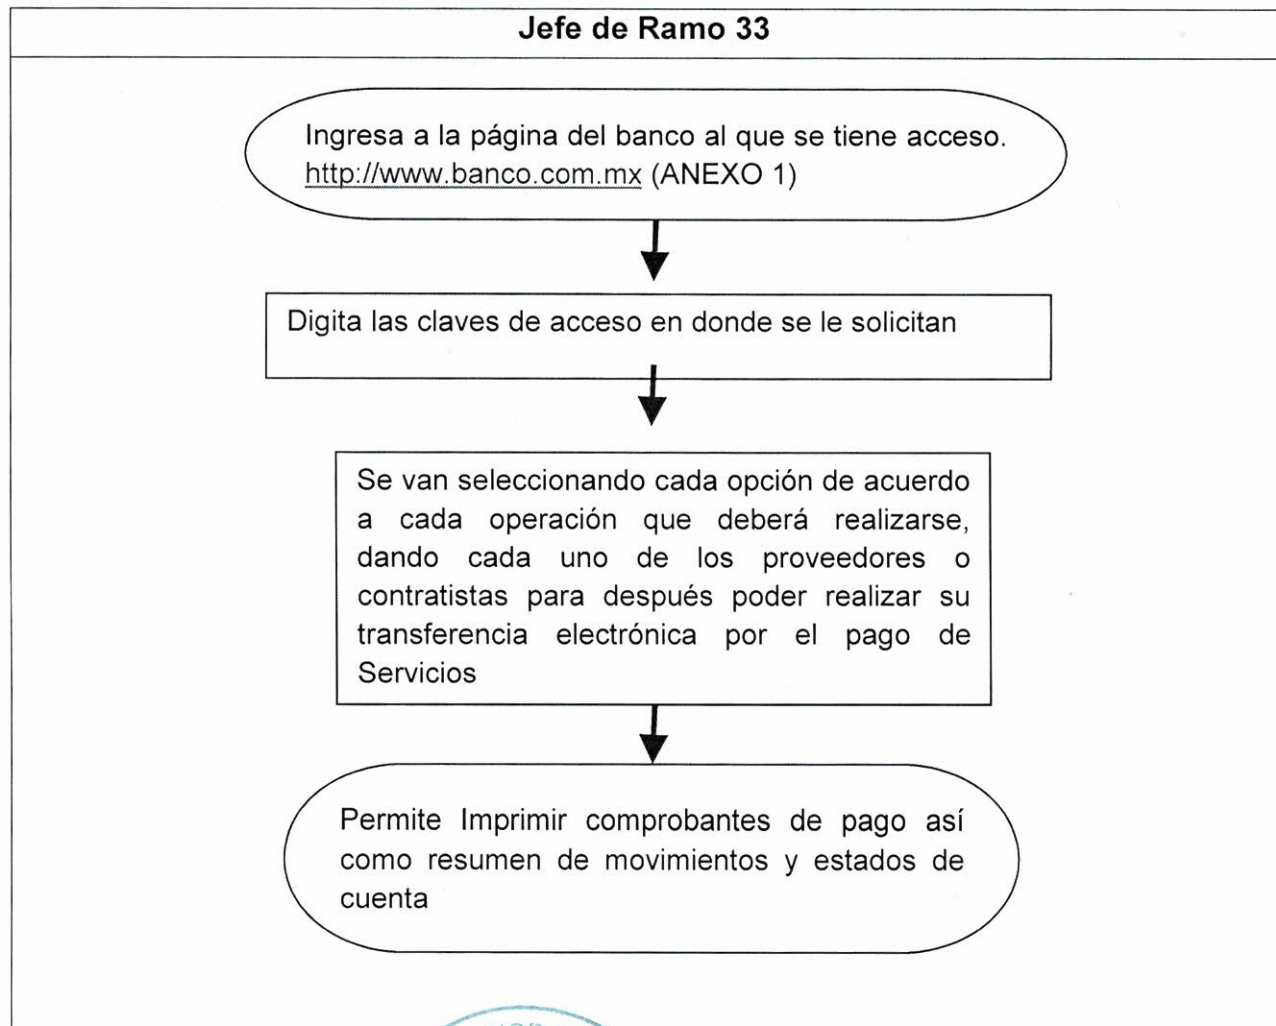 Jefe de Ramo 33
Ingresa a la página del banco al que se tiene acceso.
http://www.banco.com.mx (ANEXO 1)
Digita las claves de acceso en donde se le solicitan
Se van seleccionando cada opción de acuerdo
a cada operación que deberá realizarse,
dando cada uno de los proveedores o
contratistas para después poder realizar su
transferencia electrónica por el pago de
Servicios
Permite Imprimir comprobantes de pago así
como resumen de movimientos y estados de
cuenta